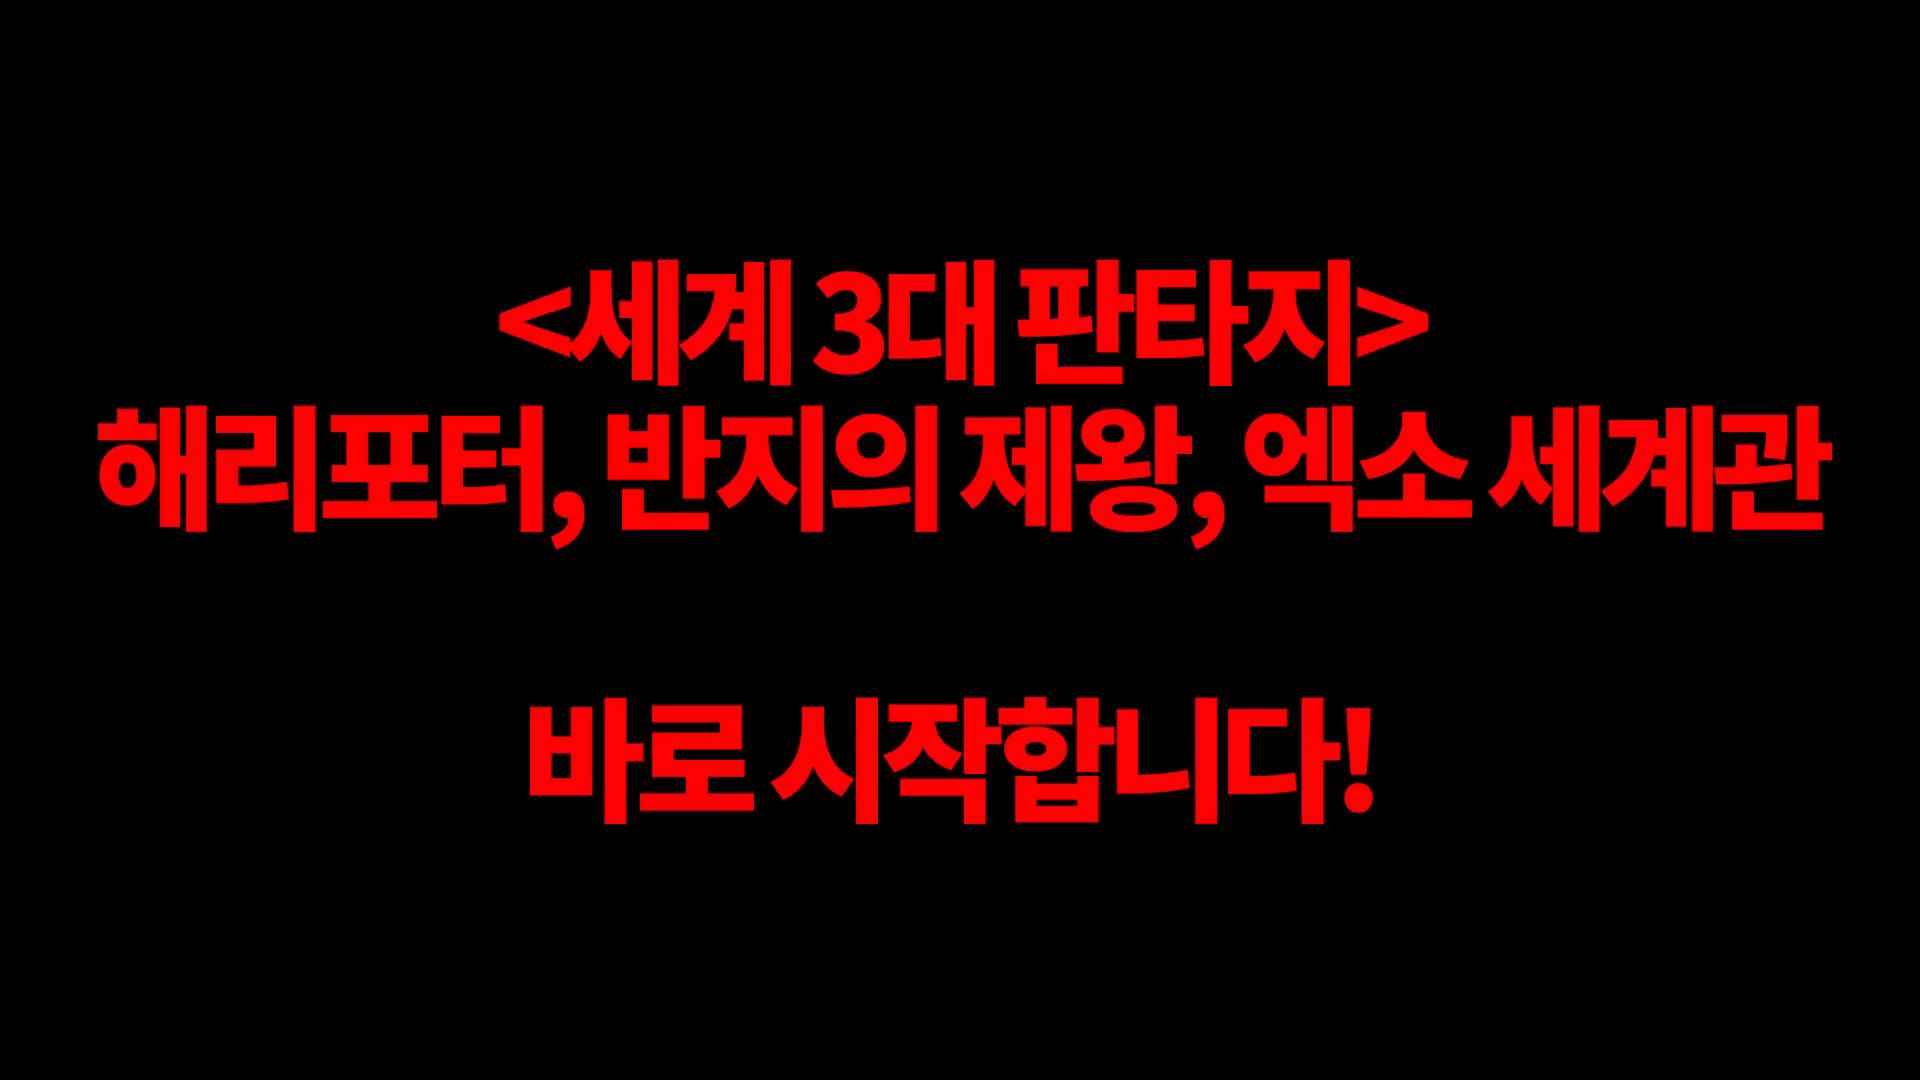 <세계 3대 판타지>
해리포터, 반지의 제왕, 엑소 세계관
바로 시작합니다!